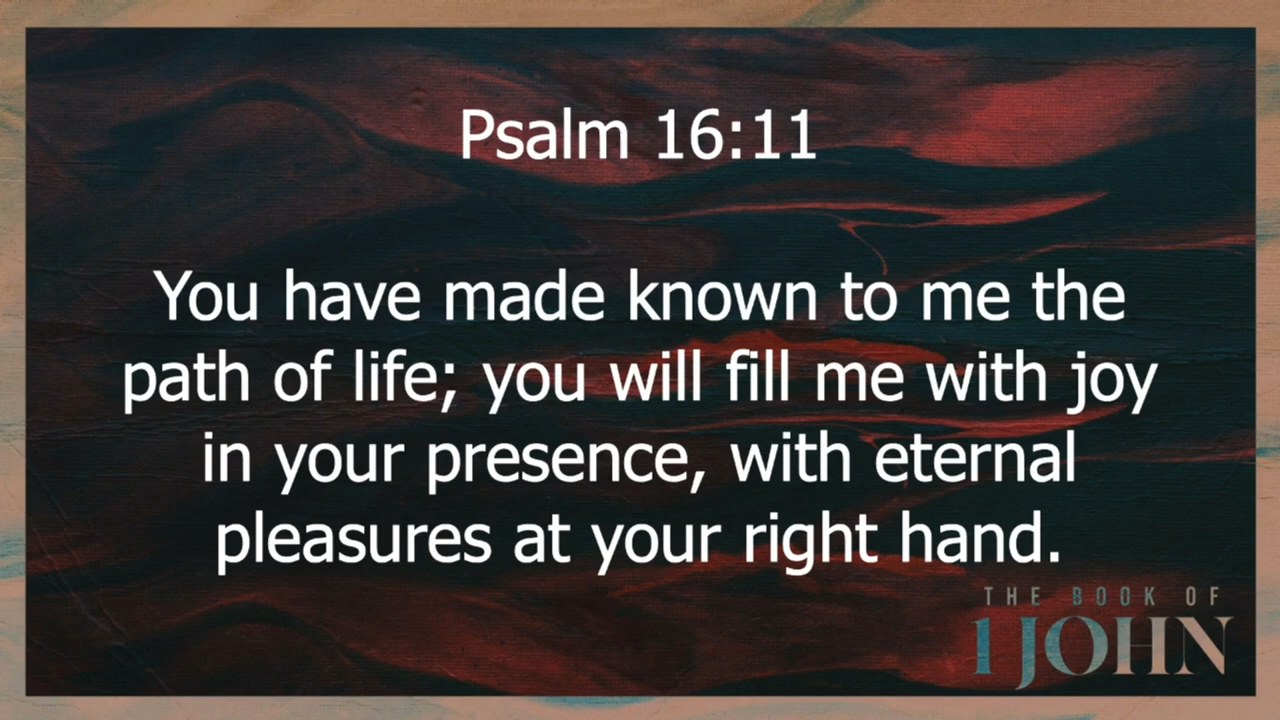 Psalm 16:11
You have made known to me the
path of life; you will fill me with joy
in your presence, with eternal
pleasures at your right hand.
THE BOOK OF
1 JOHN